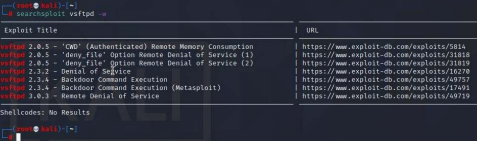 (root㉿kali)-[~]
# searchsploit vsftpd -w
Exploit Title | URL
vsftpd 2.0.5 - 'CWD' (Authenticated) Remote Memory Consumption | https://www.exploit-db.com/exploits/5814
vsftpd 2.0.5 - 'deny_file' Option Remote Denial of Service (1) | https://www.exploit-db.com/exploits/31818
vsftpd 2.0.5 - 'deny_file' Option Remote Denial of Service (2) | https://www.exploit-db.com/exploits/31819
vsftpd 2.3.2 - Denial of Service | https://www.exploit-db.com/exploits/16270
vsftpd 2.3.4 - Backdoor Command Execution | https://www.exploit-db.com/exploits/49757
vsftpd 2.3.4 - Backdoor Command Execution (Metasploit) | https://www.exploit-db.com/exploits/17491
vsftpd 3.0.3 - Remote Denial of Service | https://www.exploit-db.com/exploits/49719
Shellcodes: No Results
(root㉿kali)-[~]
#